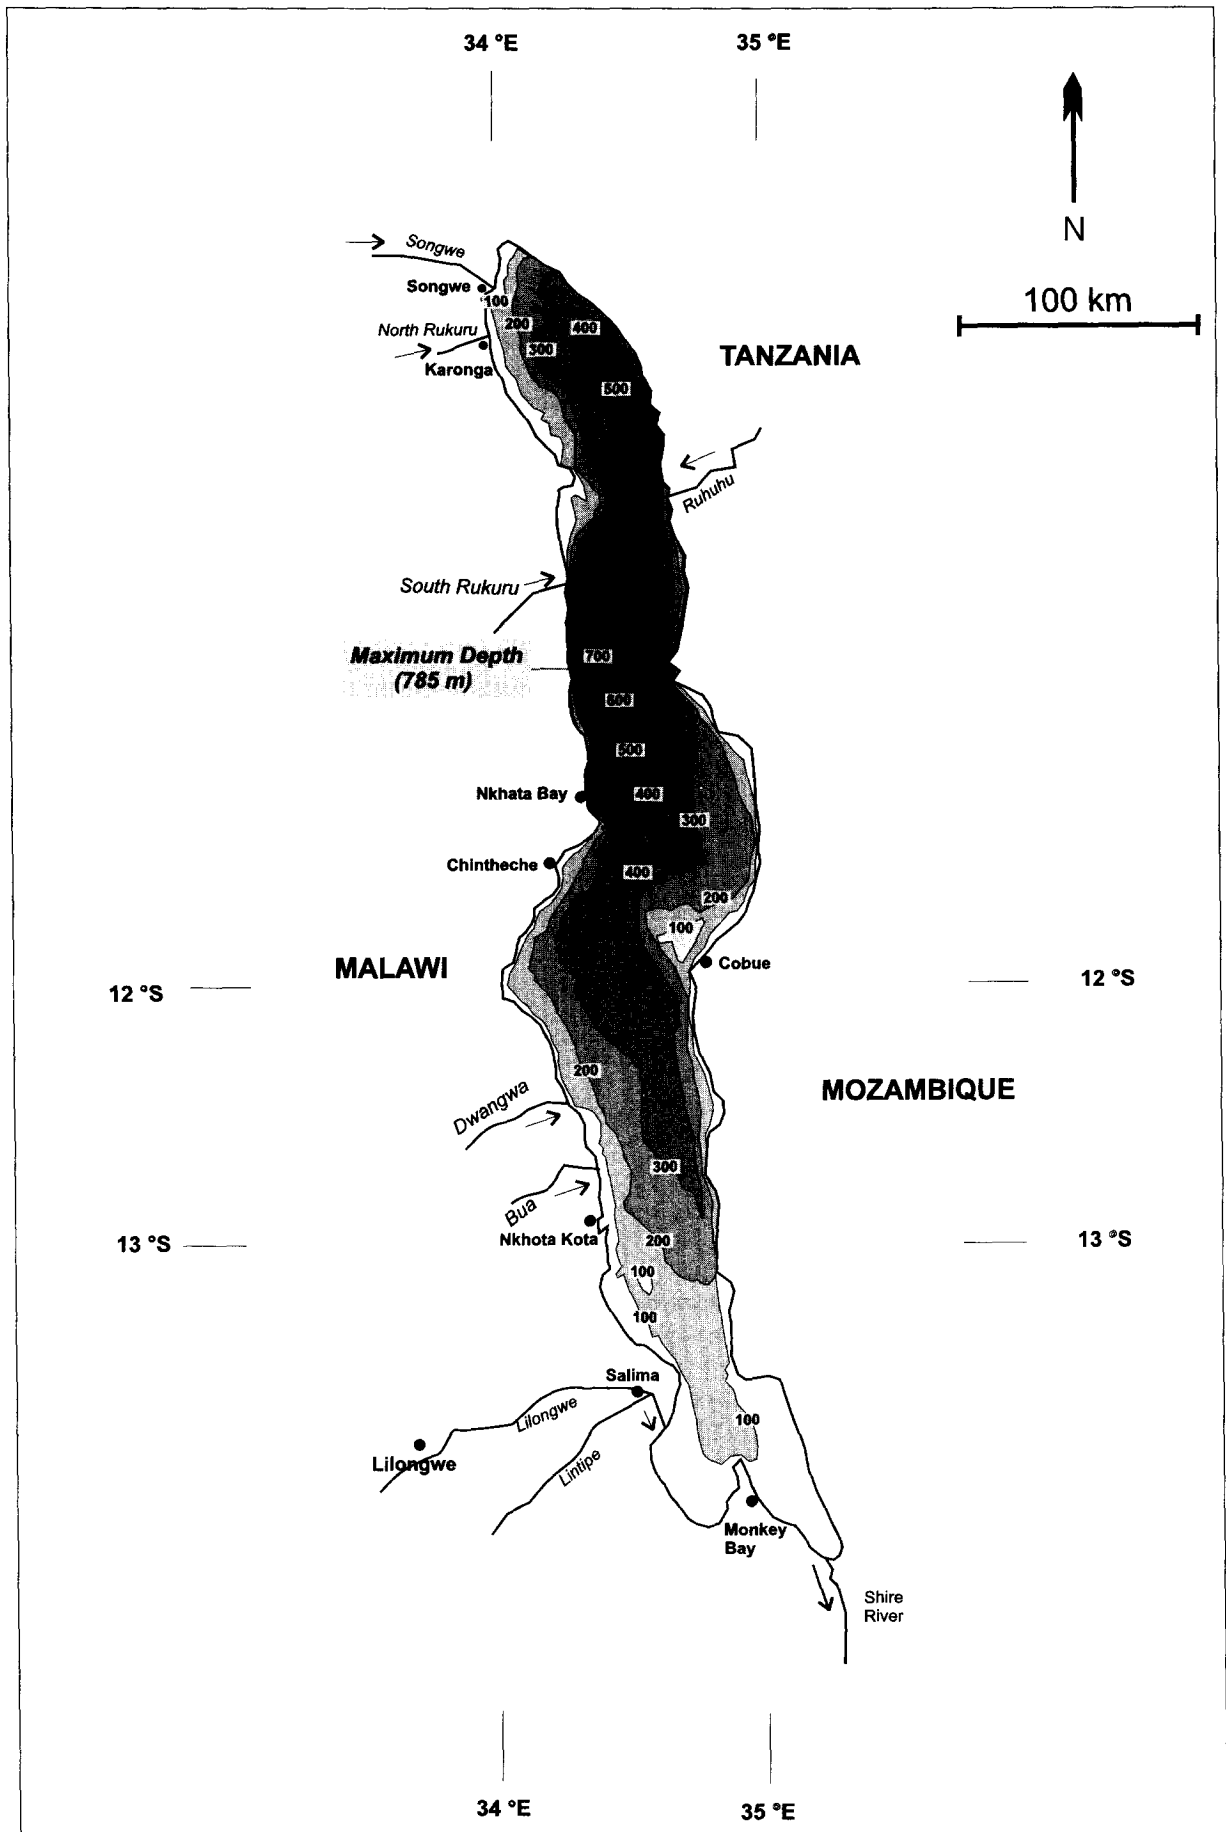 34 °E
35 °E
N
100 km
Songwe
Songwe
100
North Rukuru
200
400
300
Karonga
TANZANIA
500
Ruhuhu
South Rukuru
Maximum Depth
(785 m)
700
600
500
Nkhata Bay
400
300
Chintheche
400
200
100
MALAWI
Cobue
12 °S
12 °S
200
MOZAMBIQUE
Dwangwa
300
Bua
Nkhota Kota
200
13 °S
13 °S
100
100
Salima
Lilongwe
100
Lilongwe
Lintipe
Monkey
Bay
Shire
River
34 °E
35 °E